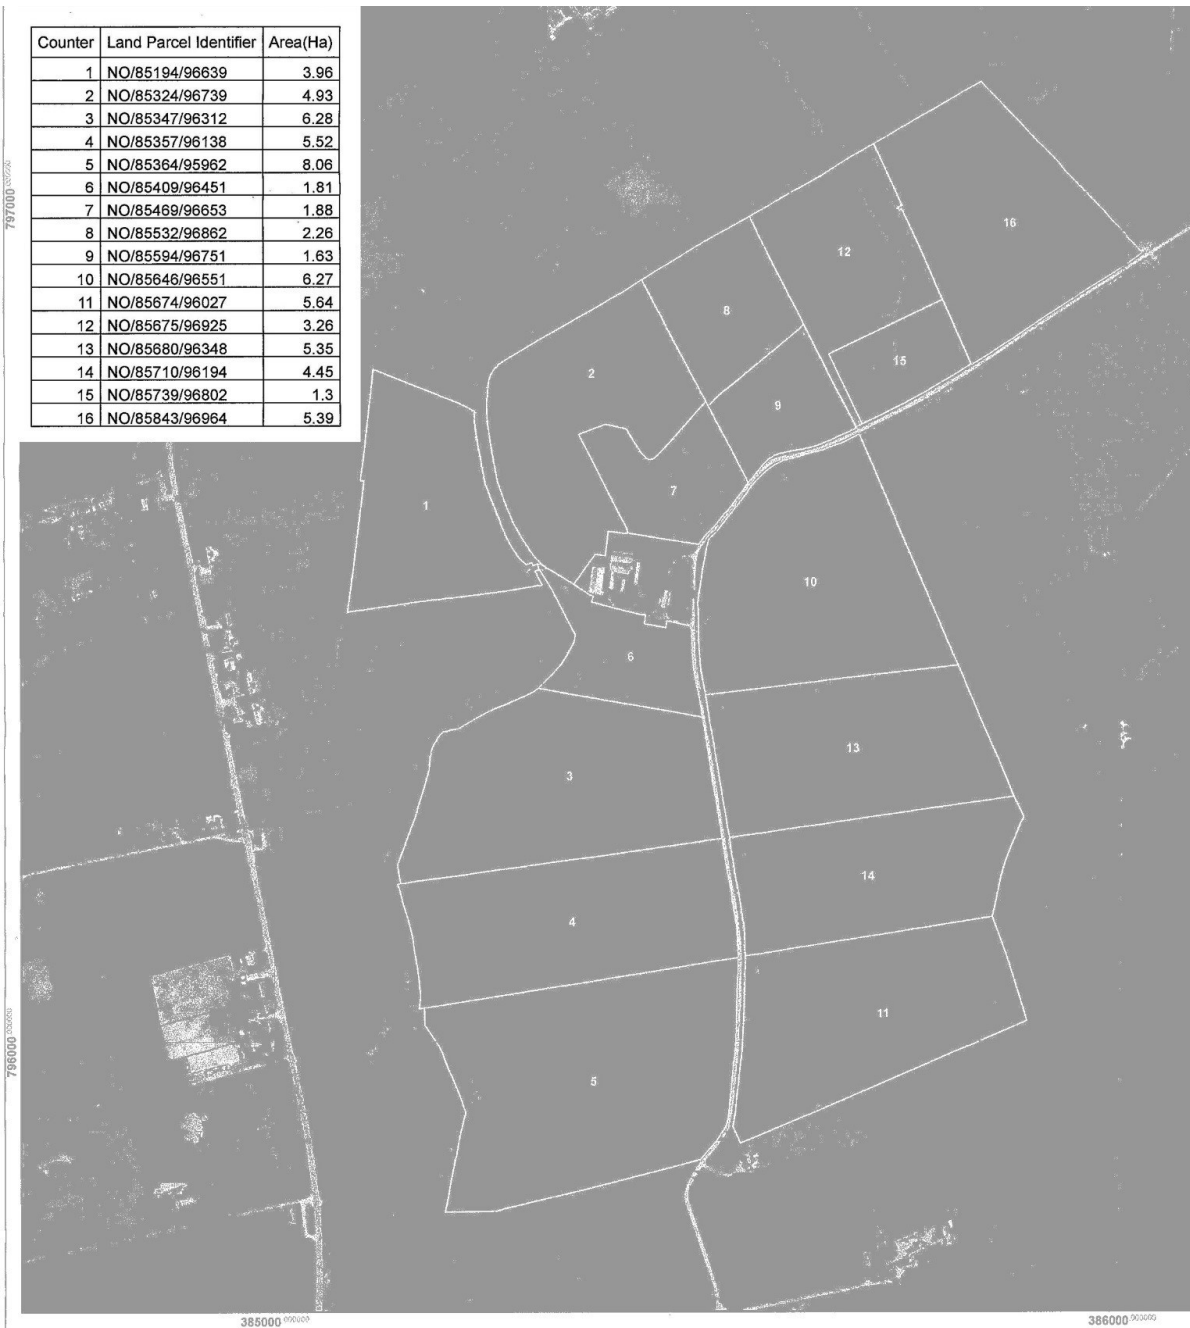 Counter Land Parcel Identifier Area(Ha)
1 NO/85194/96639 3.96
2 NO/85324/96739 4.93
3 NO/85347/96312 6.28
4 NO/85357/96138 5.52
5 NO/85364/95962 8.06
6 NO/85409/96451 1.81
7 NO/85469/96653 1.88
8 NO/85532/96862 2.26
9 NO/85594/96751 1.63
10 NO/85646/96551 6.27
11 NO/85674/96027 5.64
12 NO/85675/96925 3.26
13 NO/85680/96348 5.35
14 NO/85710/96194 4.45
15 NO/85739/96802 1.3
16 NO/85843/96964 5.39
797000
16
12
8
15
2
9
7
1
10
6
13
3
14
4
11
796000
5
385000 000000
386000 000000